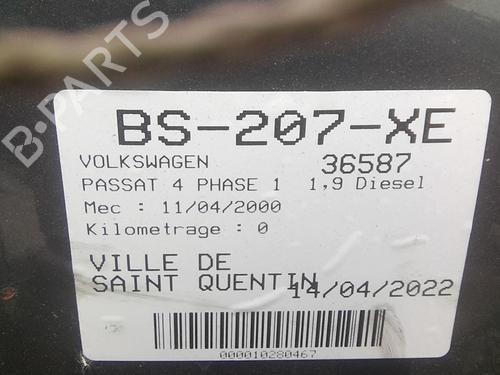 B-PARTS
BS-207-XE
VOLKSWAGEN 36587
PASSAT 4 PHASE 1 1,9 Diesel
Mec : 11/04/2000
Kilometrage : 0
VILLE DE
SAINT QUENTIN 14/04/2022
000010280467